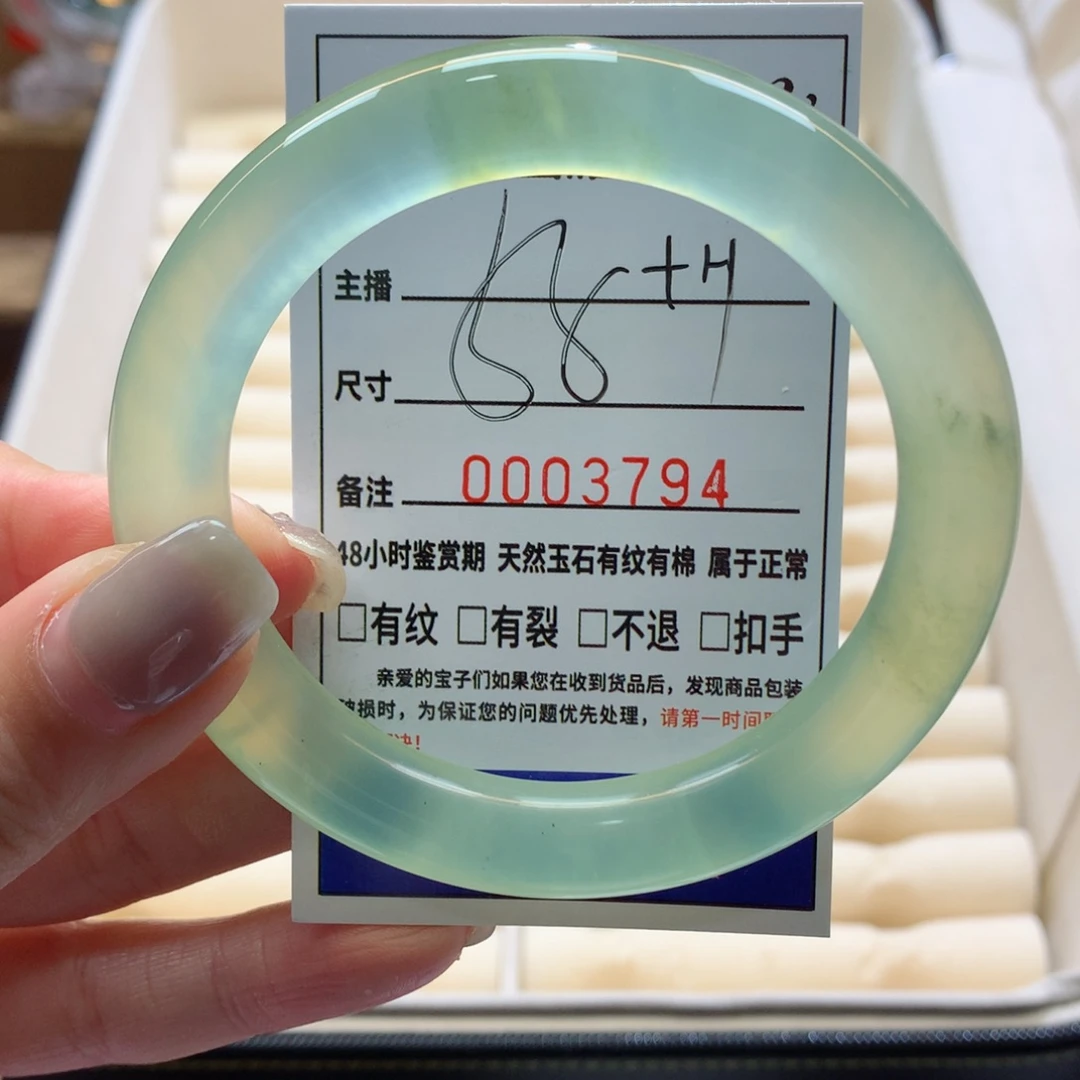 58+H
主播
尺寸
备注 0003794
48小时鉴赏期 天然玉石有纹有棉 属于正常
□有纹 □有裂 □不退 □扣手
亲爱的宝子们如果您在收到货品后，发现商品包装
破损时，为保证您的问题优先处理，请第一时间
决！